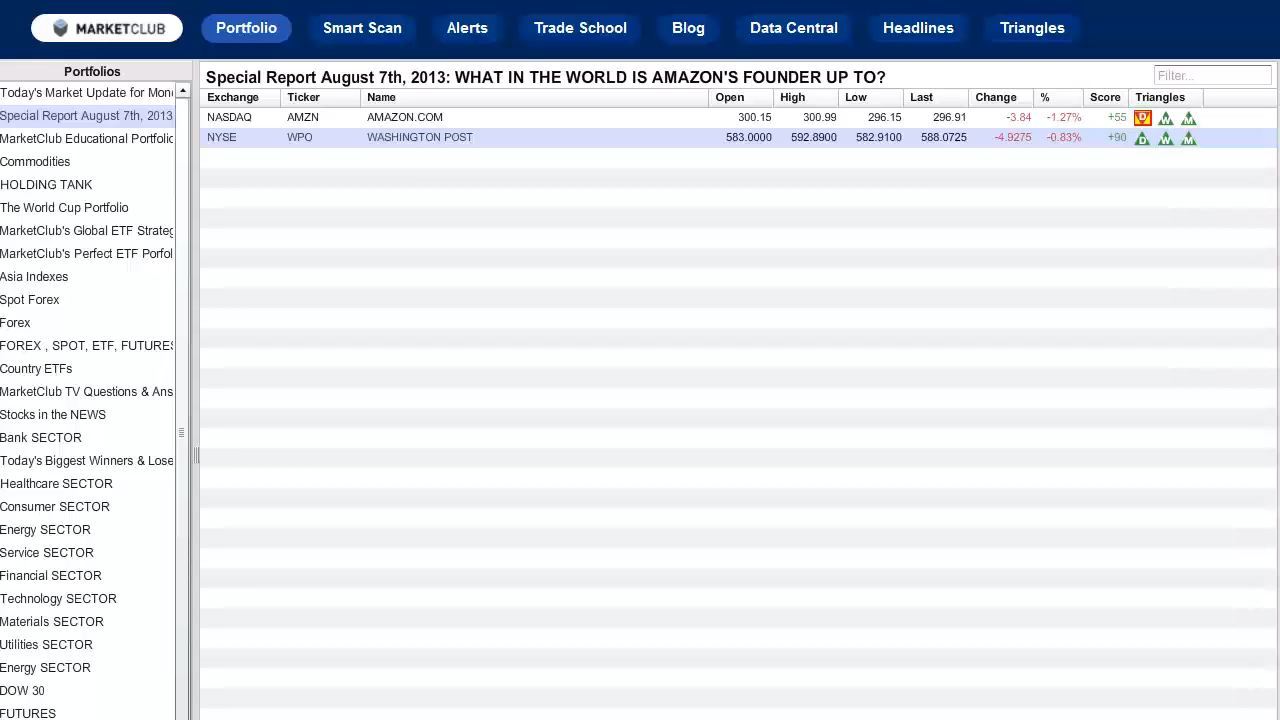 MARKETCLUB Portfolio Smart Scan Alerts Trade School Blog Data Central Headlines Triangles
Portfolios
Today's Market Update for Mon
Special Report August 7th, 2013
MarketClub Educational Portfolio
Commodities
HOLDING TANK
The World Cup Portfolio
MarketClub's Global ETF Strateg
MarketClub's Perfect ETF Porfol
Asia Indexes
Spot Forex
Forex
FOREX , SPOT, ETF, FUTURES
Country ETFs
MarketClub TV Questions & Ans
Stocks in the NEWS
Bank SECTOR
Today's Biggest Winners & Lose
Healthcare SECTOR
Consumer SECTOR
Energy SECTOR
Service SECTOR
Financial SECTOR
Technology SECTOR
Materials SECTOR
Utilities SECTOR
Energy SECTOR
DOW 30
FUTURES
Special Report August 7th, 2013: WHAT IN THE WORLD IS AMAZON'S FOUNDER UP TO? Filter...
Exchange Ticker Name Open High Low Last Change % Score Triangles
NASDAQ AMZN AMAZON.COM 300.15 300.99 296.15 296.91 -3.84 -1.27% +55 D W M
NYSE WPO WASHINGTON POST 583.0000 592.8900 582.9100 588.0725 -4.9275 -0.83% +90 D W M